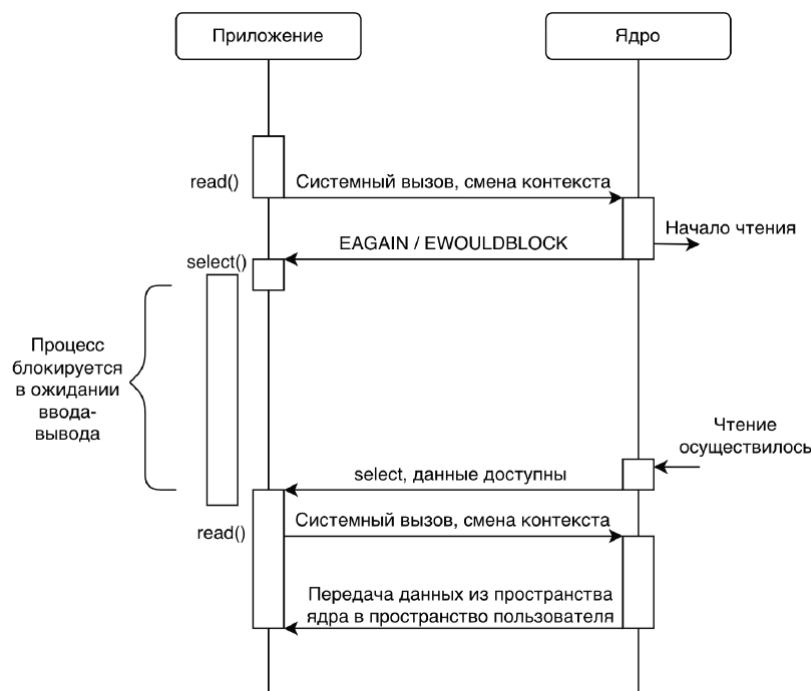 Приложение
Ядро
read()
Системный вызов, смена контекста
Начало чтения
EAGAIN / EWOULDBLOCK
select()
Процесс
блокируется
в ожидании
ввода-
вывода
Чтение
осуществилось
select, данные доступны
read()
Системный вызов, смена контекста
Передача данных из пространства
ядра в пространство пользователя